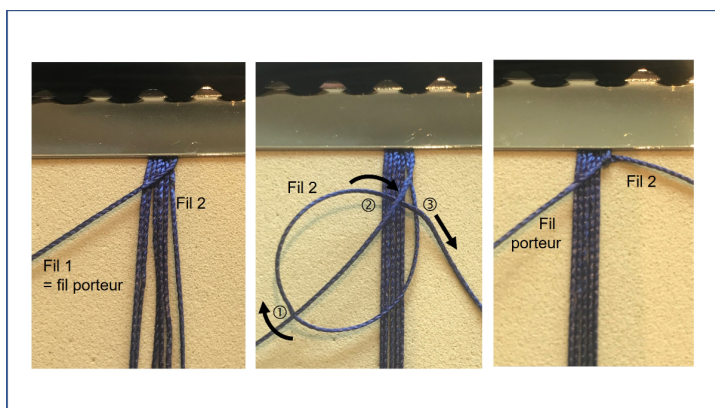 Fil 2
Fil 1
= fil porteur
Fil 2
②
③
①
Fil 2
Fil
porteur